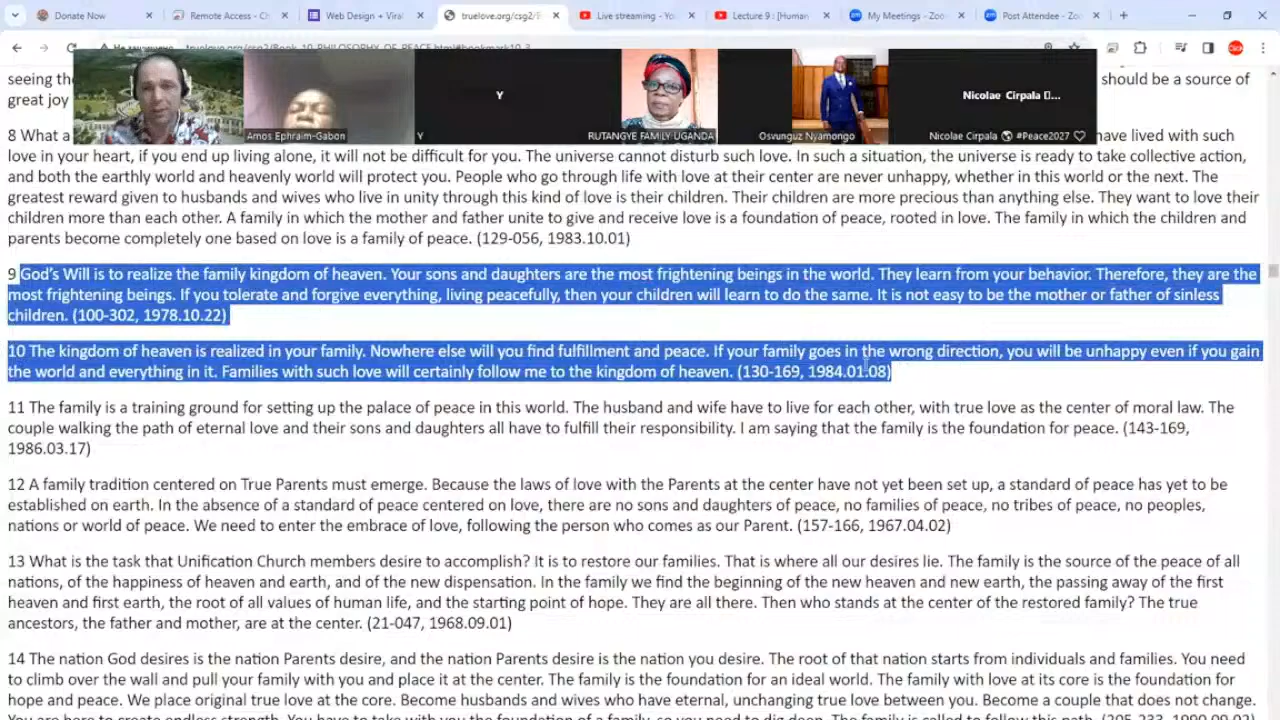 Donate Now
Remote Access - Ch
Web Design + Viral
truelove.org/csg2/B
Live streaming - Yo
Lecture 9 : [Human
My Meetings - Zoo
Post Attendee - Zoo
truelove.org/csg2/Book_10_PHILOSOPHY_OF_PEACE.html#bookmark10-3
seeing the
should be a source of
great joy
Amos Ephraim-Gabon
Y
Y
RUTANGYE FAMILY-UGANDA
Osvunguz Nyamongo
Nicolae Cirpala
Nicolae Cirpala #Peace2027
8 What a
have lived with such
love in your heart, if you end up living alone, it will not be difficult for you. The universe cannot disturb such love. In such a situation, the universe is ready to take collective action,
and both the earthly world and heavenly world will protect you. People who go through life with love at their center are never unhappy, whether in this world or the next. The
greatest reward given to husbands and wives who live in unity through this kind of love is their children. Their children are more precious than anything else. They want to love their
children more than each other. A family in which the mother and father unite to give and receive love is a foundation of peace, rooted in love. The family in which the children and
parents become completely one based on love is a family of peace. (129-056, 1983.10.01)
9 God's Will is to realize the family kingdom of heaven. Your sons and daughters are the most frightening beings in the world. They learn from your behavior. Therefore, they are the
most frightening beings. If you tolerate and forgive everything, living peacefully, then your children will learn to do the same. It is not easy to be the mother or father of sinless
children. (100-302, 1978.10.22)
10 The kingdom of heaven is realized in your family. Nowhere else will you find fulfillment and peace. If your family goes in the wrong direction, you will be unhappy even if you gain
the world and everything in it. Families with such love will certainly follow me to the kingdom of heaven. (130-169, 1984.01.08)
11 The family is a training ground for setting up the palace of peace in this world. The husband and wife have to live for each other, with true love as the center of moral law. The
couple walking the path of eternal love and their sons and daughters all have to fulfill their responsibility. I am saying that the family is the foundation for peace. (143-169,
1986.03.17)
12 A family tradition centered on True Parents must emerge. Because the laws of love with the Parents at the center have not yet been set up, a standard of peace has yet to be
established on earth. In the absence of a standard of peace centered on love, there are no sons and daughters of peace, no families of peace, no tribes of peace, no peoples,
nations or world of peace. We need to enter the embrace of love, following the person who comes as our Parent. (157-166, 1967.04.02)
13 What is the task that Unification Church members desire to accomplish? It is to restore our families. That is where all our desires lie. The family is the source of the peace of all
nations, of the happiness of heaven and earth, and of the new dispensation. In the family we find the beginning of the new heaven and new earth, the passing away of the first
heaven and first earth, the root of all values of human life, and the starting point of hope. They are all there. Then who stands at the center of the restored family? The true
ancestors, the father and mother, are at the center. (21-047, 1968.09.01)
14 The nation God desires is the nation Parents desire, and the nation Parents desire is the nation you desire. The root of that nation starts from individuals and families. You need
to climb over the wall and pull your family with you and place it at the center. The family is the foundation for an ideal world. The family with love at its core is the foundation for
hope and peace. We place original true love at the core. Become husbands and wives who have eternal, unchanging true love between you. Become a couple that does not change.